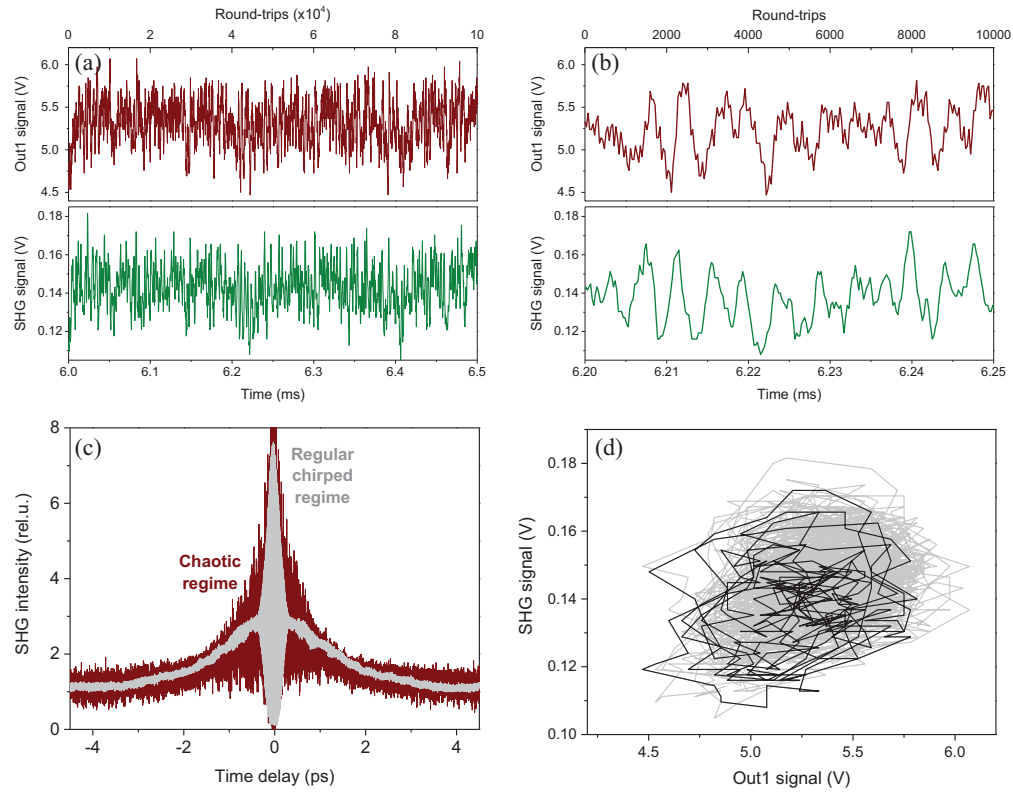 Round-trips (x10⁴)
0 2 4 6 8 10
(a)
Out1 signal (V)
6.0
5.5
5.0
4.5
SHG signal (V)
0.18
0.16
0.14
0.12
6.0 6.1 6.2 6.3 6.4 6.5
Time (ms)
Round-trips
0 2000 4000 6000 8000 10000
(b)
Out1 signal (V)
6.0
5.5
5.0
4.5
SHG signal (V)
0.18
0.16
0.14
0.12
6.20 6.21 6.22 6.23 6.24 6.25
Time (ms)
(c)
Regular
chirped
regime
Chaotic
regime
SHG intensity (rel.u.)
8
6
4
2
0
-4 -2 0 2 4
Time delay (ps)
(d)
SHG signal (V)
0.18
0.16
0.14
0.12
0.10
4.5 5.0 5.5 6.0
Out1 signal (V)